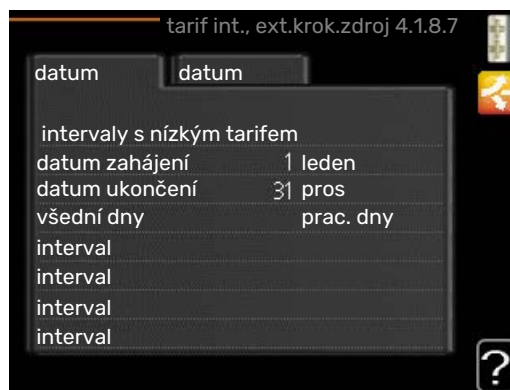 tarif int., ext.krok.zdroj 4.1.8.7
datum datum
intervaly s nízkým tarifem
datum zahájení 1 leden
datum ukončení 31 pros
všední dny prac. dny
interval
interval
interval
interval
?